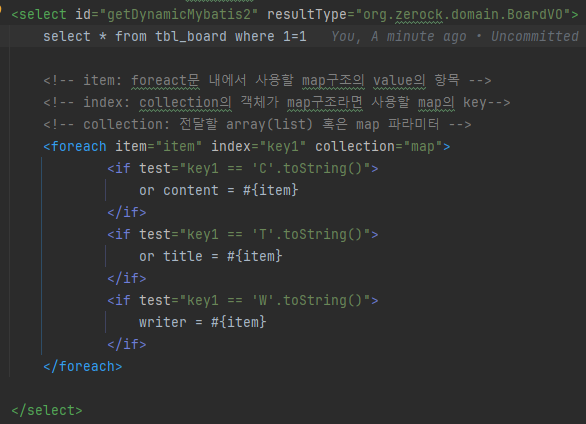 <select id="getDynamicMybatis2" resultType="org.zerock.domain.BoardVO">
select * from tbl_board where 1=1 You, A minute ago • Uncommitted
<!-- item: foreact문 내에서 사용할 map구조의 value의 항목 -->
<!-- index: collection의 객체가 map구조라면 사용할 map의 key-->
<!-- collection: 전달할 array(list) 혹은 map 파라미터 -->
<foreach item="item" index="key1" collection="map">
<if test="key1 == 'C'.toString()">
or content = #{item}
</if>
<if test="key1 == 'T'.toString()">
or title = #{item}
</if>
<if test="key1 == 'W'.toString()">
writer = #{item}
</if>
</foreach>
</select>